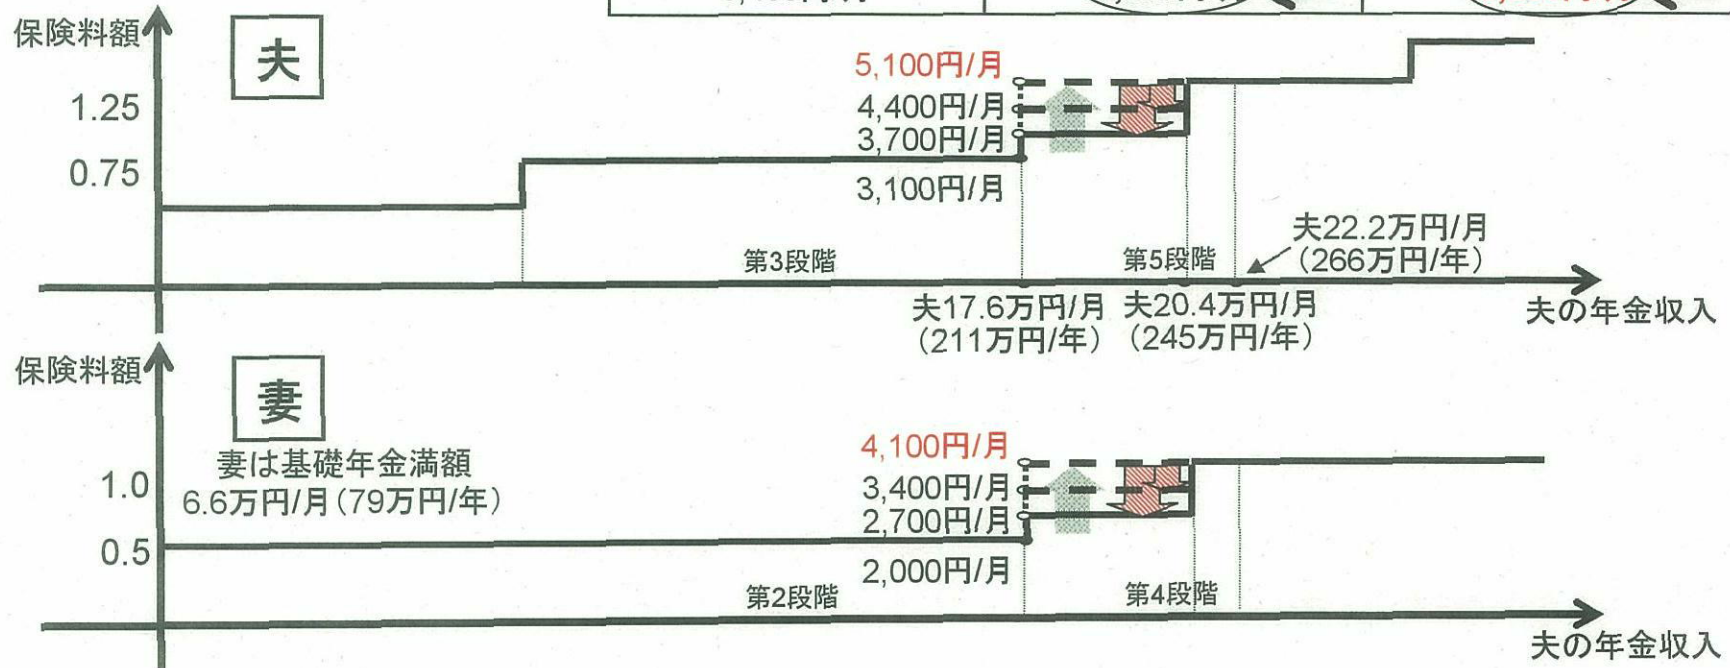 保険料額
夫
1.25
0.75
5,100円/月
4,400円/月
3,700円/月
3,100円/月
第3段階
第5段階
夫22.2万円/月
(266万円/年)
夫17.6万円/月
(211万円/年)
夫20.4万円/月
(245万円/年)
夫の年金収入
保険料額
妻
妻は基礎年金満額
6.6万円/月(79万円/年)
1.0
0.5
4,100円/月
3,400円/月
2,700円/月
2,000円/月
第2段階
第4段階
夫の年金収入